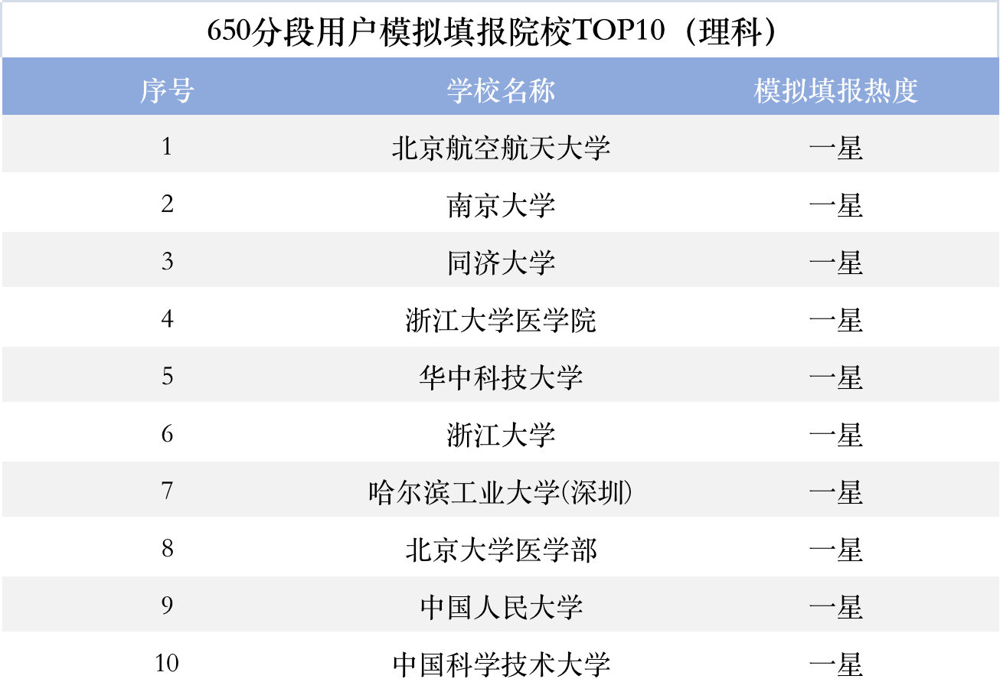 650分段用户模拟填报院校TOP10（理科）
序号 学校名称 模拟填报热度
1 北京航空航天大学 一星
2 南京大学 一星
3 同济大学 一星
4 浙江大学医学院 一星
5 华中科技大学 一星
6 浙江大学 一星
7 哈尔滨工业大学(深圳) 一星
8 北京大学医学部 一星
9 中国人民大学 一星
10 中国科学技术大学 一星